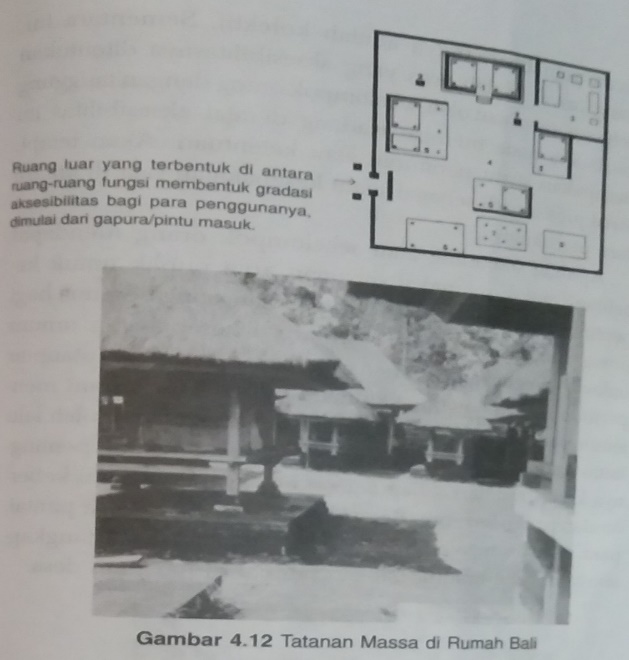 Ruang luar yang terbentuk di antara
ruang-ruang fungsi membentuk gradasi
aksesibilitas bagi para penggunanya,
dimulai dari gapura/pintu masuk.
Gambar 4.12 Tatanan Massa di Rumah Bali